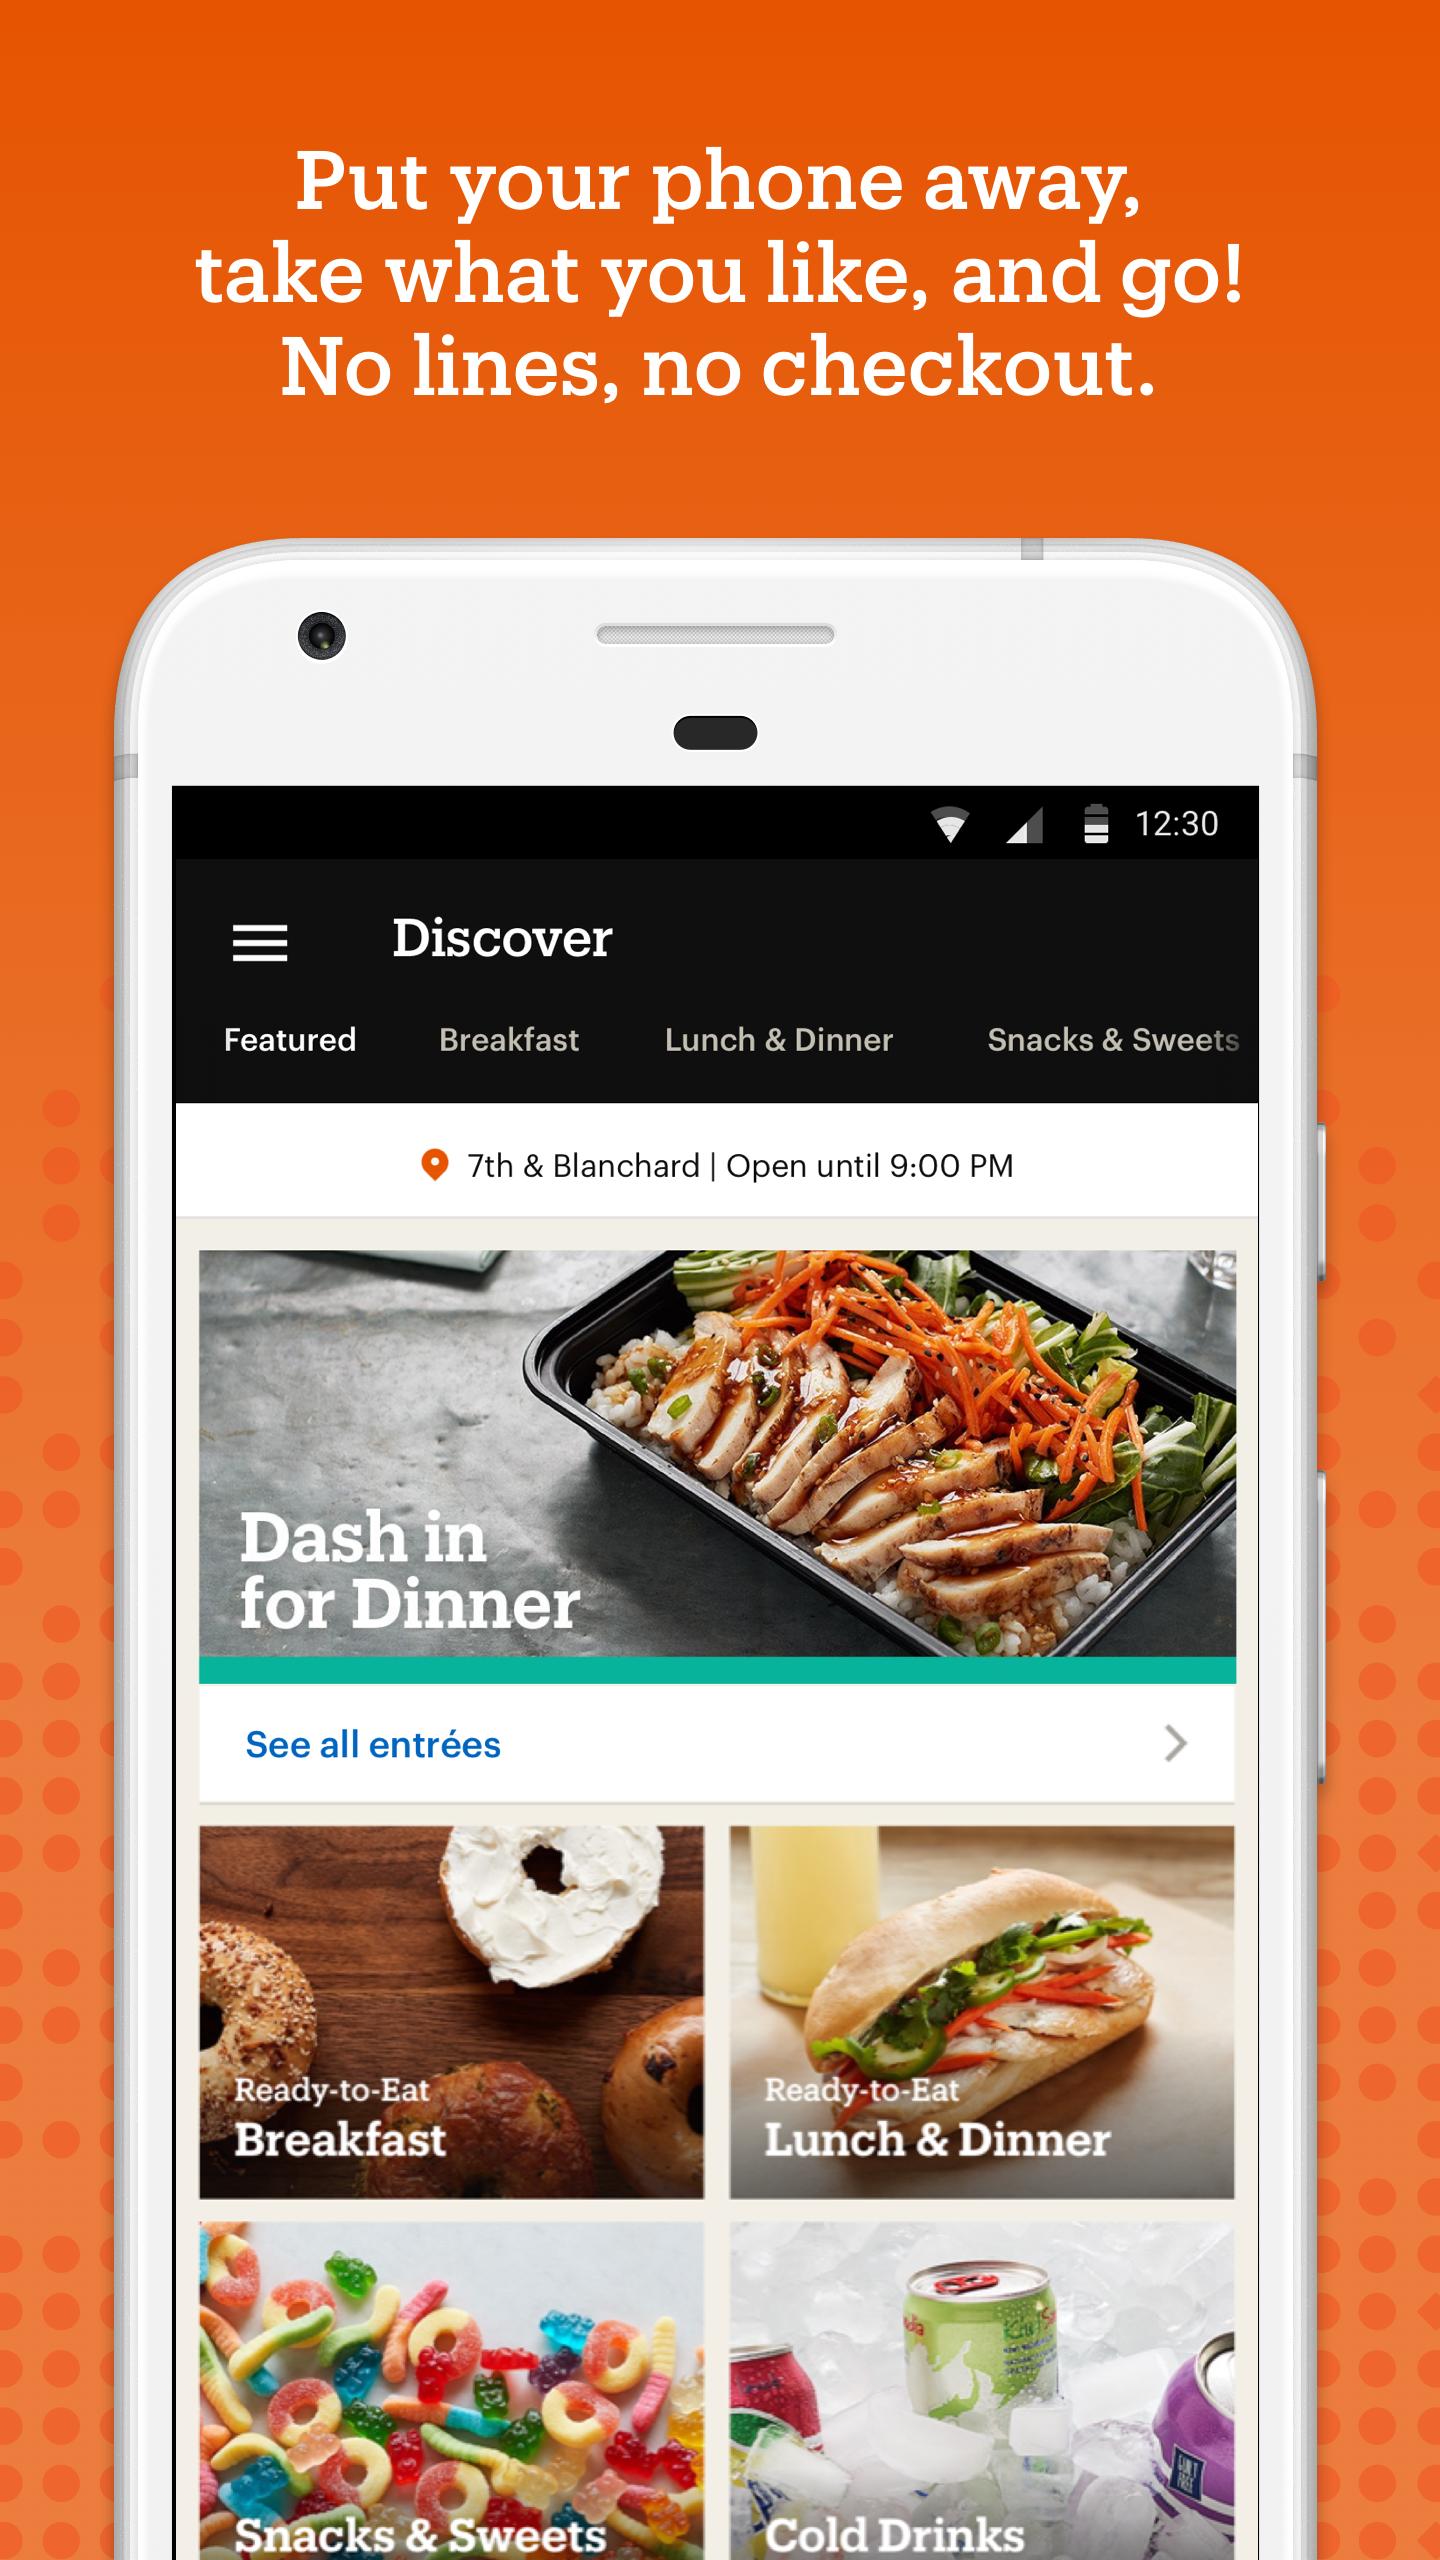 Put your phone away,
take what you like, and go!
No lines, no checkout.
12:30
Discover
Featured Breakfast Lunch & Dinner Snacks & Sweets
7th & Blanchard | Open until 9:00 PM
Dash in
for Dinner
See all entrées
Ready-to-Eat
Breakfast
Ready-to-Eat
Lunch & Dinner
Snacks & Sweets
Cold Drinks